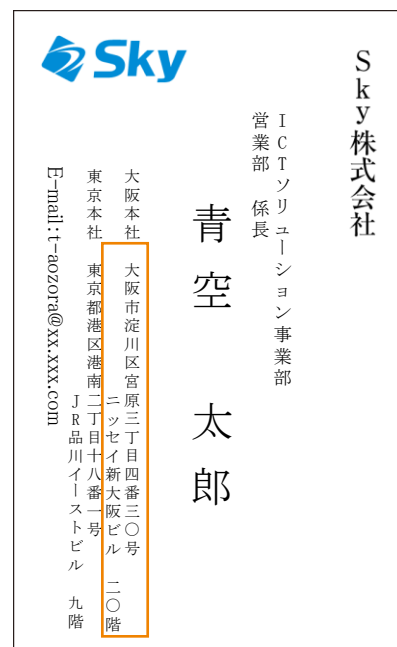 Sky
Sky株式会社
ICTソリューション事業部
営業部 係長
青空 太郎
大阪本社 大阪市淀川区宮原三丁目四番三〇号
ニッセイ新大阪ビル 二〇階
東京本社 東京都港区港南二丁目十八番一号
JR品川イーストビル 九階
E-mail:t-aozora@xx.xxx.com